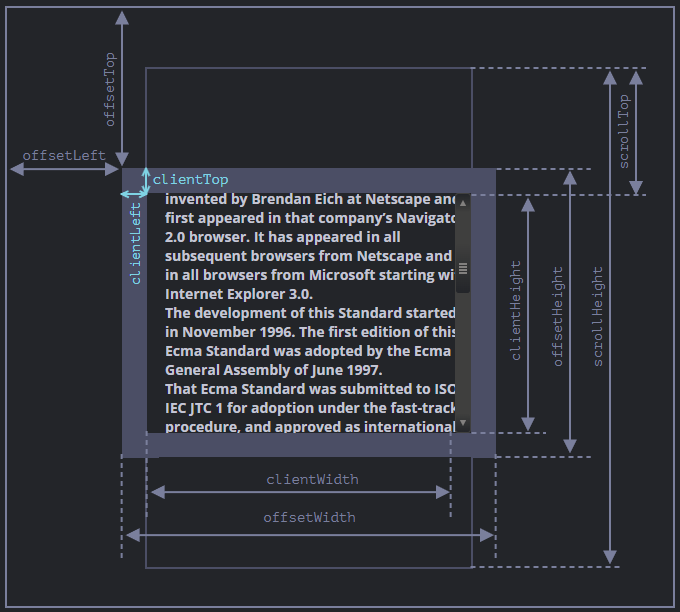 offsetTop
scrollTop
offsetLeft
clientTop
clientLeft
invented by Brendan Eich at Netscape and
first appeared in that company's Navigato
2.0 browser. It has appeared in all
subsequent browsers from Netscape and
in all browsers from Microsoft starting wi
Internet Explorer 3.0.
The development of this Standard started
in November 1996. The first edition of this
Ecma Standard was adopted by the Ecma
General Assembly of June 1997.
That Ecma Standard was submitted to ISO
IEC JTC 1 for adoption under the fast-track
procedure, and approved as international
clientHeight
offsetHeight
scrollHeight
clientWidth
offsetWidth